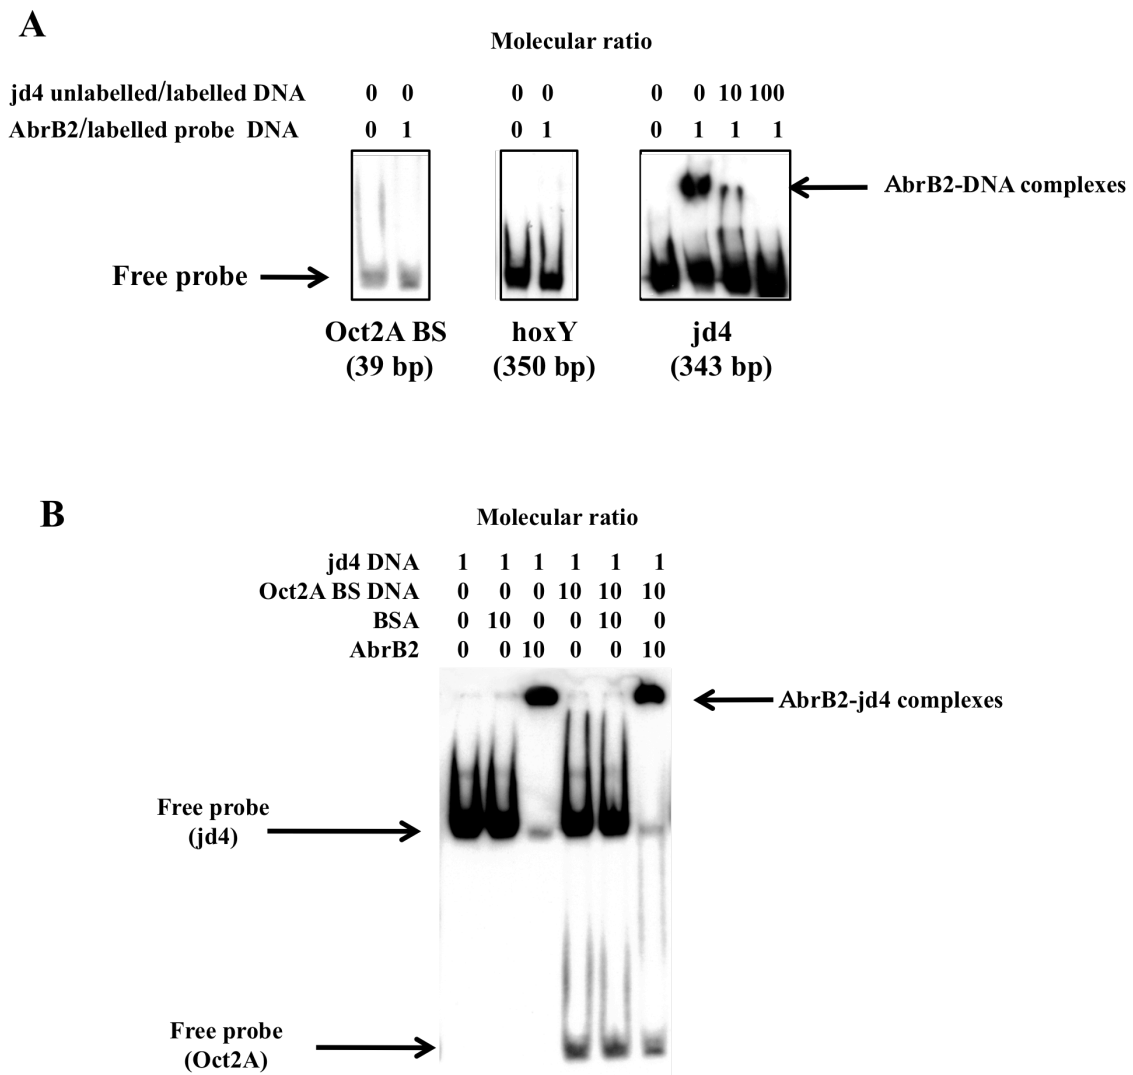 A
Molecular ratio
jd4 unlabelled/labelled DNA 0 0 0 0 0 0 10 100
AbrB2/labelled probe DNA 0 1 0 1 0 1 1 1
AbrB2-DNA complexes
Free probe
Oct2A BS hoxY jd4
(39 bp) (350 bp) (343 bp)
B
Molecular ratio
jd4 DNA 1 1 1 1 1 1
Oct2A BS DNA 0 0 0 10 10 10
BSA 0 10 0 0 10 0
AbrB2 0 0 10 0 0 10
AbrB2-jd4 complexes
Free probe
(jd4)
Free probe
(Oct2A)